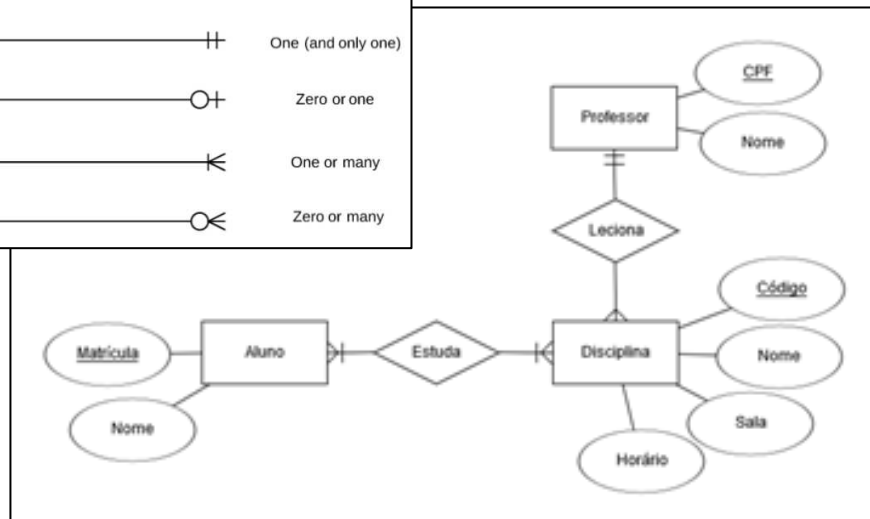 One (and only one)
Zero or one
One or many
Zero or many
CPF
Professor
Nome
Leciona
Código
Matrícula
Aluno
Estuda
Disciplina
Nome
Nome
Sala
Horário